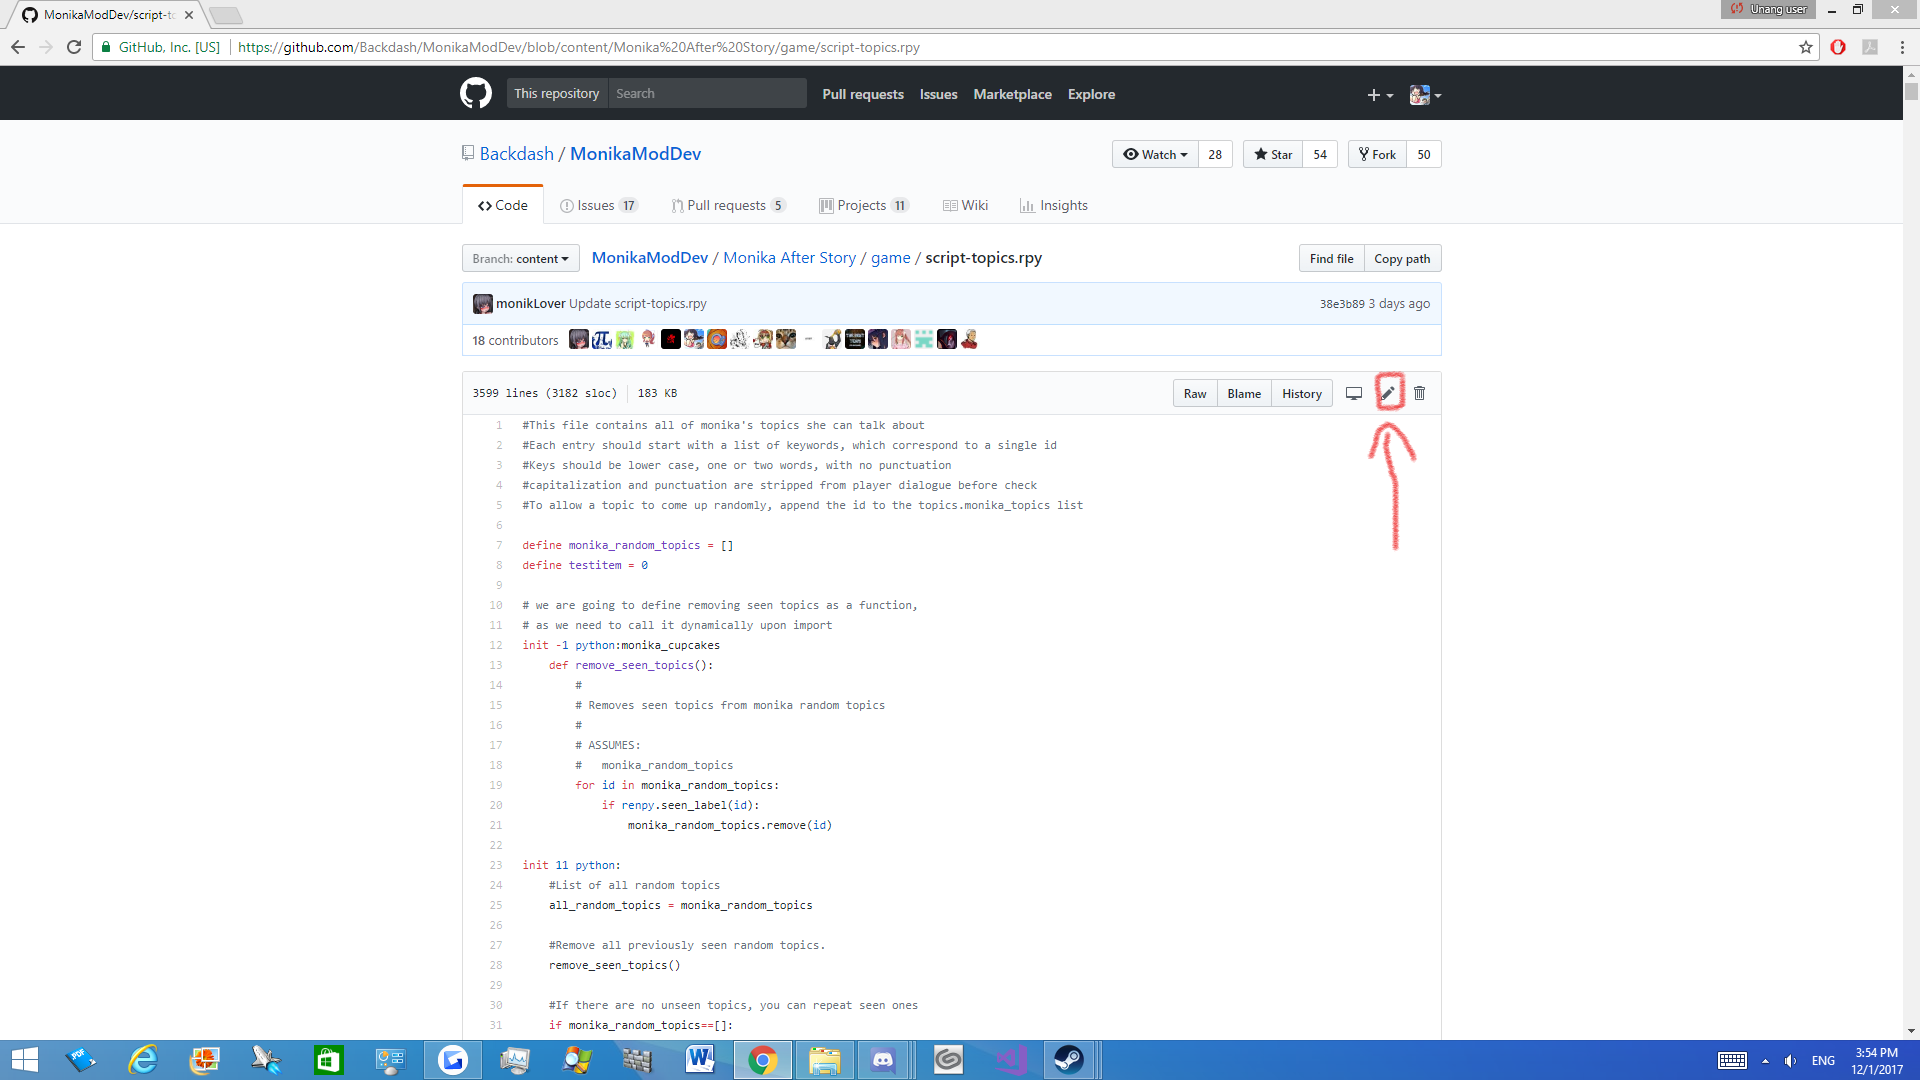 MonikaModDev/script-to
Unang user
GitHub, Inc. [US] https://github.com/Backdash/MonikaModDev/blob/content/Monika%20After%20Story/game/script-topics.rpy
This repository Search Pull requests Issues Marketplace Explore
Backdash / MonikaModDev
Watch 28 Star 54 Fork 50
Code Issues 17 Pull requests 5 Projects 11 Wiki Insights
Branch: content MonikaModDev / Monika After Story / game / script-topics.rpy Find file Copy path
monikLover Update script-topics.rpy 38e3b89 3 days ago
18 contributors
3599 lines (3182 sloc) 183 KB Raw Blame History
1 #This file contains all of monika's topics she can talk about
2 #Each entry should start with a list of keywords, which correspond to a single id
3 #Keys should be lower case, one or two words, with no punctuation
4 #capitalization and punctuation are stripped from player dialogue before check
5 #To allow a topic to come up randomly, append the id to the topics.monika_topics list
6
7 define monika_random_topics = []
8 define testitem = 0
9
10 # we are going to define removing seen topics as a function,
11 # as we need to call it dynamically upon import
12 init -1 python:monika_cupcakes
13 def remove_seen_topics():
14 #
15 # Removes seen topics from monika random topics
16 #
17 # ASSUMES:
18 # monika_random_topics
19 for id in monika_random_topics:
20 if renpy.seen_label(id):
21 monika_random_topics.remove(id)
22
23 init 11 python:
24 #List of all random topics
25 all_random_topics = monika_random_topics
26
27 #Remove all previously seen random topics.
28 remove_seen_topics()
29
30 #If there are no unseen topics, you can repeat seen ones
31 if monika_random_topics==[]:
ENG
3:54 PM
12/1/2017